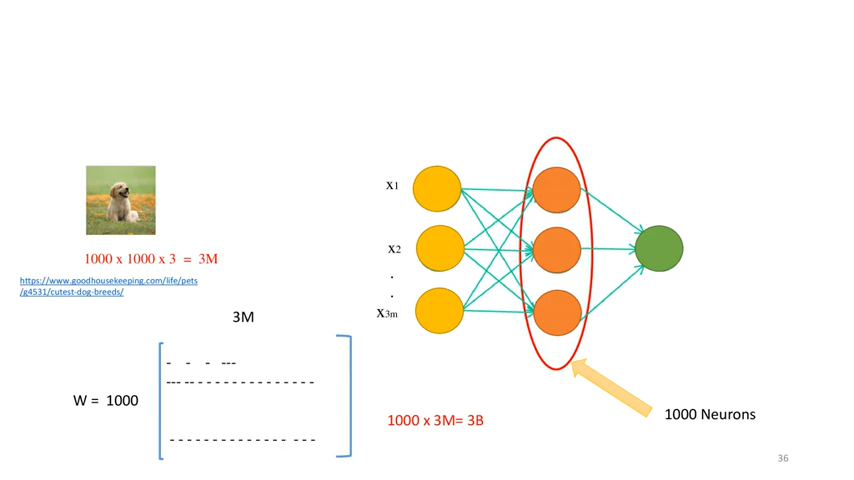 x1
x2
.
.
x3m
1000 x 1000 x 3 = 3M
https://www.goodhousekeeping.com/life/pets
/g4531/cutest-dog-breeds/
3M
- - - ---
--- -- - - - - - - - - - - - - - -
W = 1000
- - - - - - - - - - - - - - - - -
1000 x 3M= 3B
1000 Neurons
36